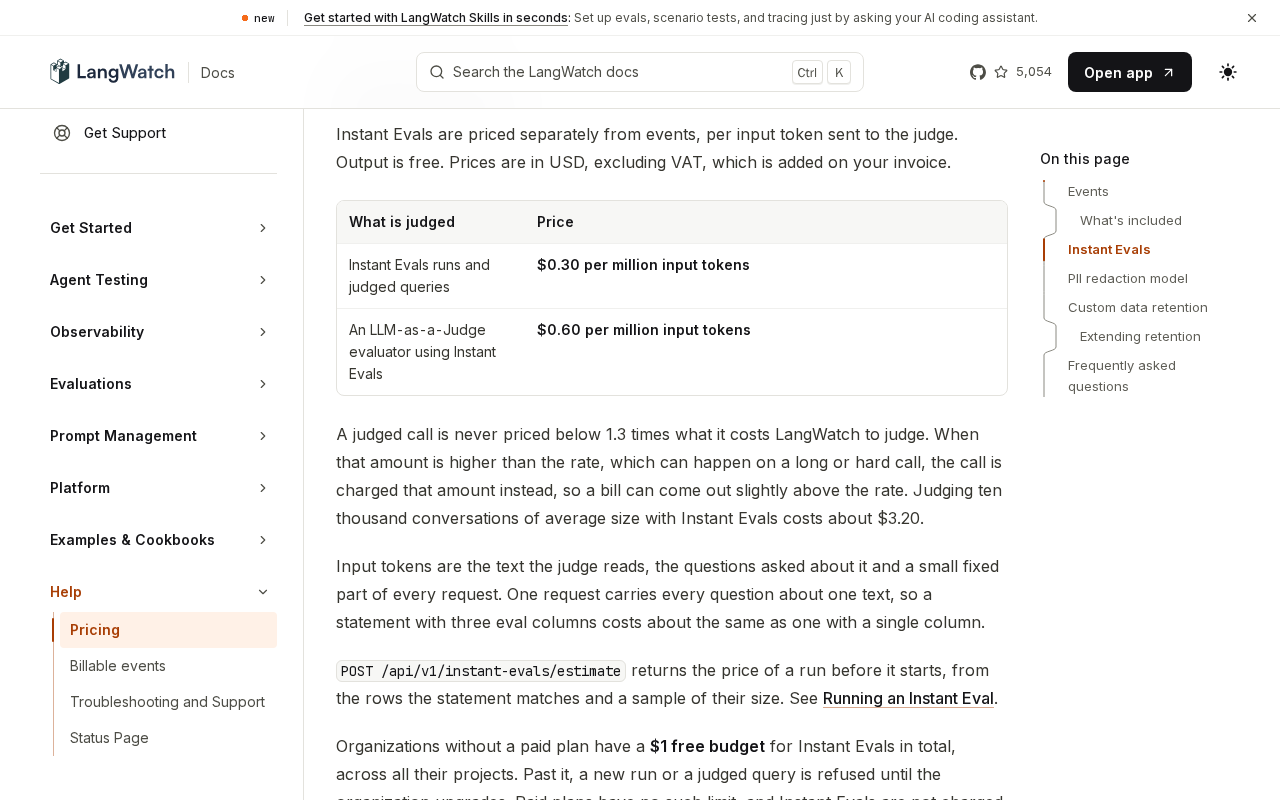 new
Get started with LangWatch Skills in seconds: Set up evals, scenario tests, and tracing just by asking your AI coding assistant.
LangWatch
Docs
Search the LangWatch docs
Ctrl K
5,054
Open app
Get Support
Get Started
Agent Testing
Observability
Evaluations
Prompt Management
Platform
Examples & Cookbooks
Help
Pricing
Billable events
Troubleshooting and Support
Status Page
Instant Evals are priced separately from events, per input token sent to the judge.
Output is free. Prices are in USD, excluding VAT, which is added on your invoice.
What is judged Price
Instant Evals runs and
judged queries
$0.30 per million input tokens
An LLM-as-a-Judge
evaluator using Instant
Evals
$0.60 per million input tokens
A judged call is never priced below 1.3 times what it costs LangWatch to judge. When
that amount is higher than the rate, which can happen on a long or hard call, the call is
charged that amount instead, so a bill can come out slightly above the rate. Judging ten
thousand conversations of average size with Instant Evals costs about $3.20.
Input tokens are the text the judge reads, the questions asked about it and a small fixed
part of every request. One request carries every question about one text, so a
statement with three eval columns costs about the same as one with a single column.
POST /api/v1/instant-evals/estimate returns the price of a run before it starts, from
the rows the statement matches and a sample of their size. See Running an Instant Eval.
Organizations without a paid plan have a $1 free budget for Instant Evals in total,
across all their projects. Past it, a new run or a judged query is refused until the
organization upgrades. Paid plans have no such limit, and Instant Evals are not charged
On this page
Events
What's included
Instant Evals
PII redaction model
Custom data retention
Extending retention
Frequently asked
questions